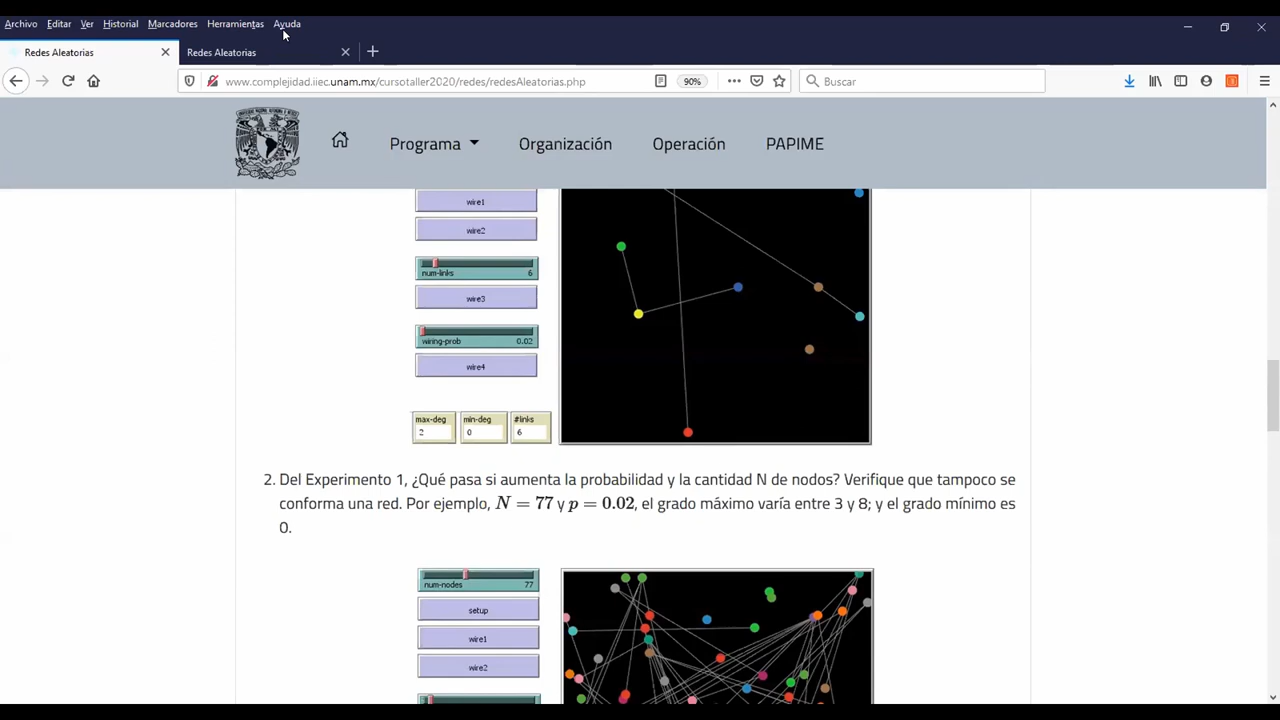 Archivo Editar Ver Historial Marcadores Herramientas Ayuda
Redes Aleatorias Redes Aleatorias
www.complejidad.iiec.unam.mx/cursotaller2020/redes/redesAleatorias.php 90% Buscar
Programa Organización Operación PAPIME
wire1
wire2
num-links 6
wire3
wiring-prob 0.02
wire4
max-deg min-deg #links
2 0 6
2. Del Experimento 1, ¿Qué pasa si aumenta la probabilidad y la cantidad N de nodos? Verifique que tampoco se
conforma una red. Por ejemplo, N = 77 y p = 0.02, el grado máximo varía entre 3 y 8; y el grado mínimo es
0.
num-nodes 77
setup
wire1
wire2